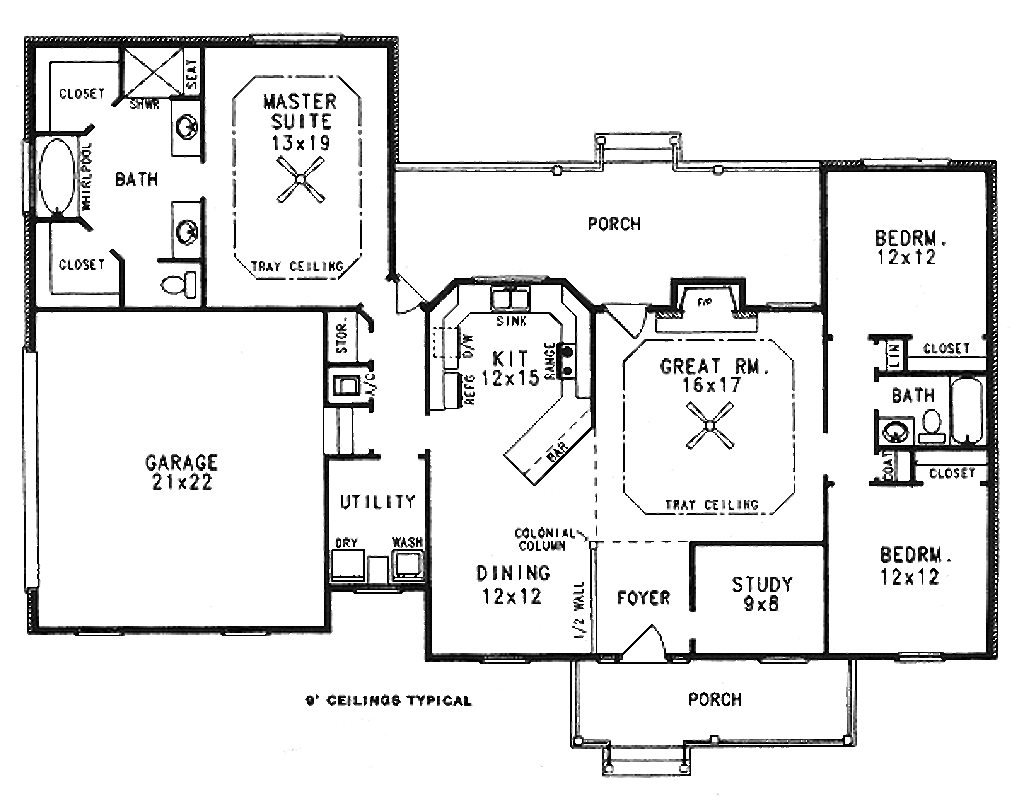 CLOSET
SHWR
SEAT
MASTER
SUITE
13x19
WHIRLPOOL
BATH
CLOSET
TRAY CEILING
PORCH
BEDRM.
12x12
F/P
SINK
STOR.
D/W
KIT
12x15
RANGE
REFG
A/C
GREAT RM.
16x17
LIN
CLOSET
BATH
BAR
COAT
CLOSET
TRAY CEILING
GARAGE
21x22
UTILITY
DRY
WASH
COLONIAL
COLUMN
DINING
12x12
1/2 WALL
FOYER
STUDY
9x8
BEDRM.
12x12
9' CEILINGS TYPICAL
PORCH